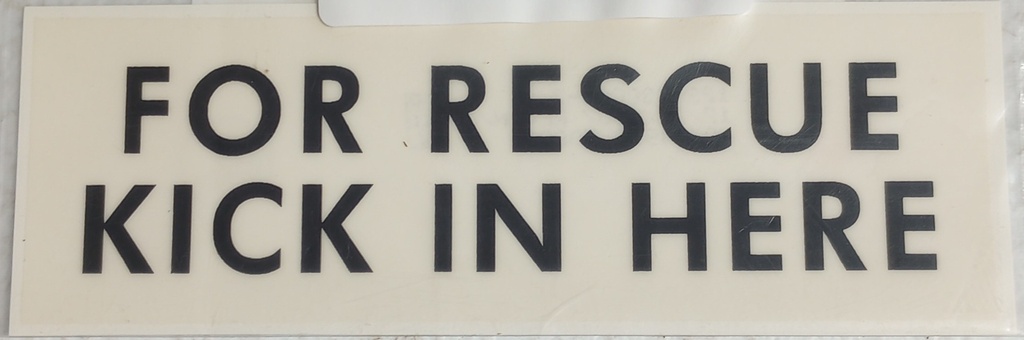 FOR RESCUE
KICK IN HERE